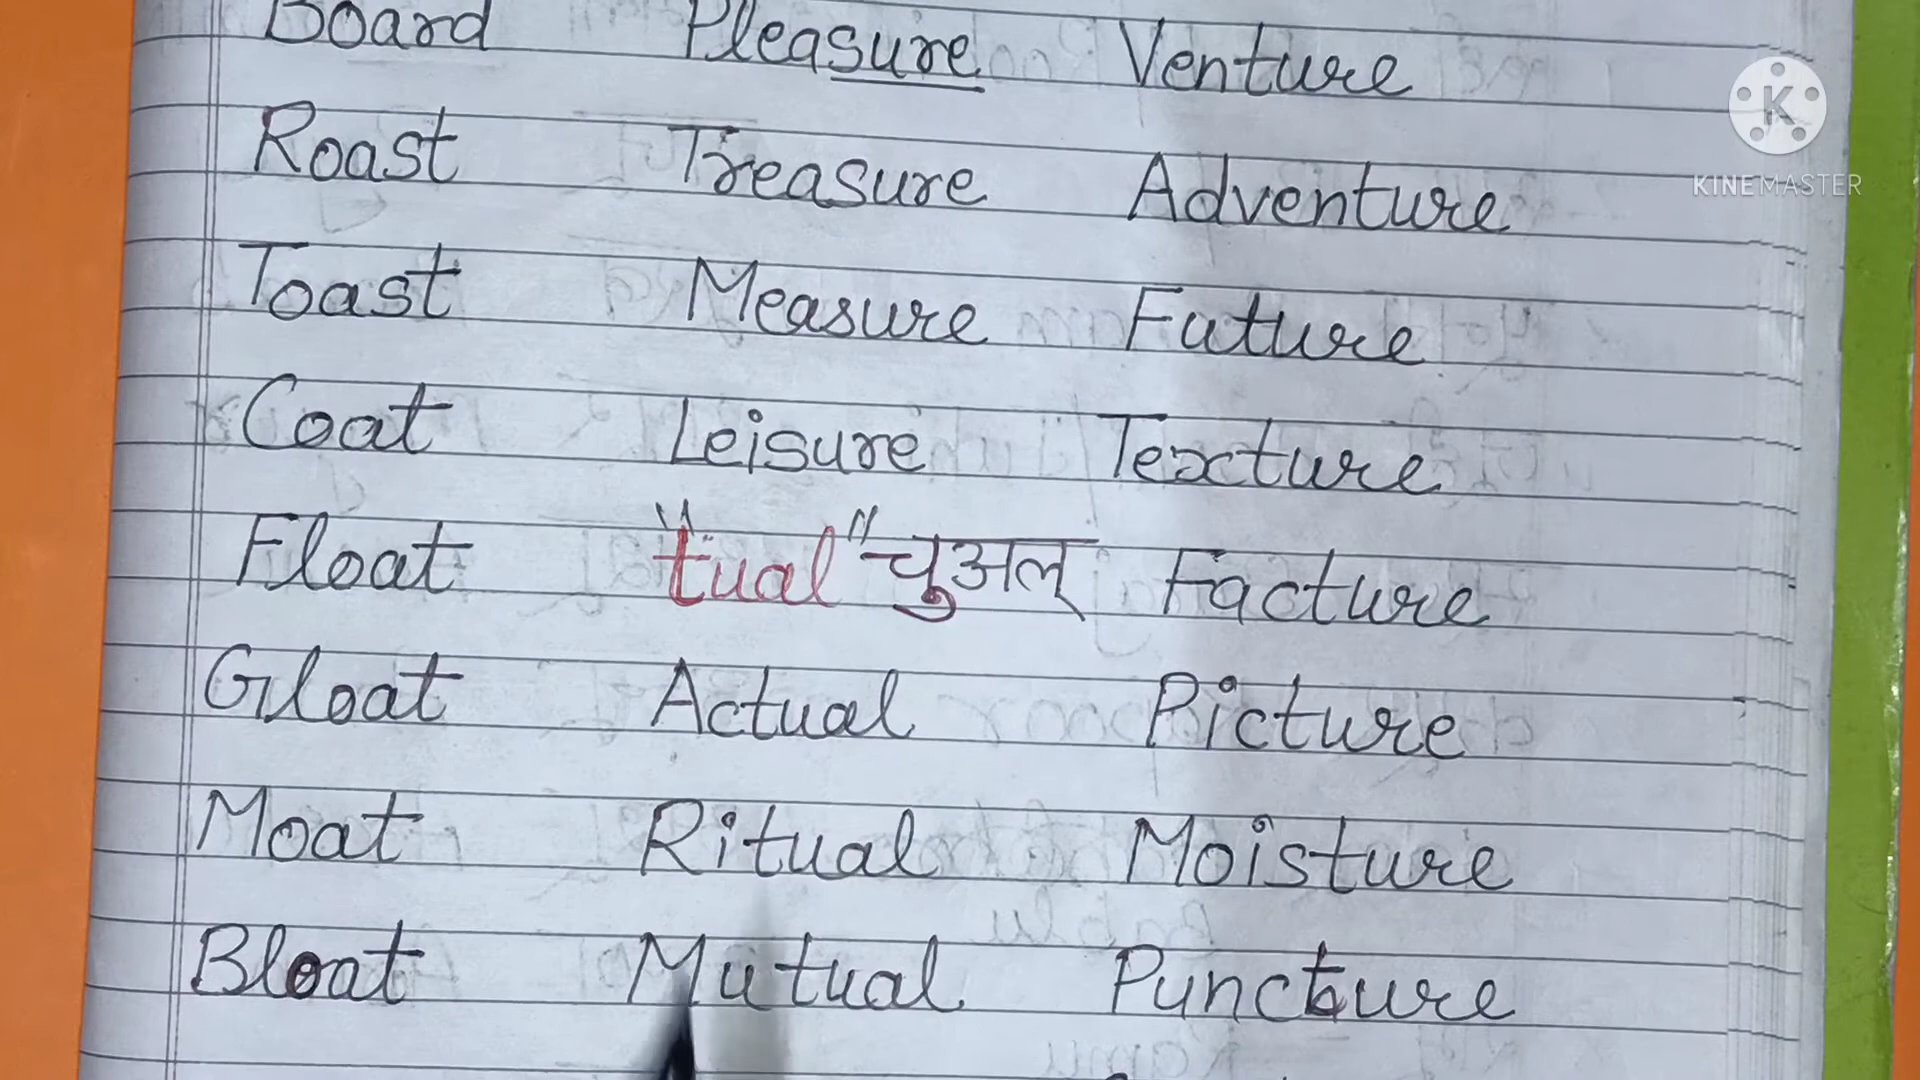 Board Pleasure Venture
Roast Treasure Adventure
Toast Measure Future
Coat Leisure Texture
Float "tual" चुअल् Facture
Gloat Actual Picture
Moat Ritual Moisture
Bloat Mutual Puncture
KINEMASTER